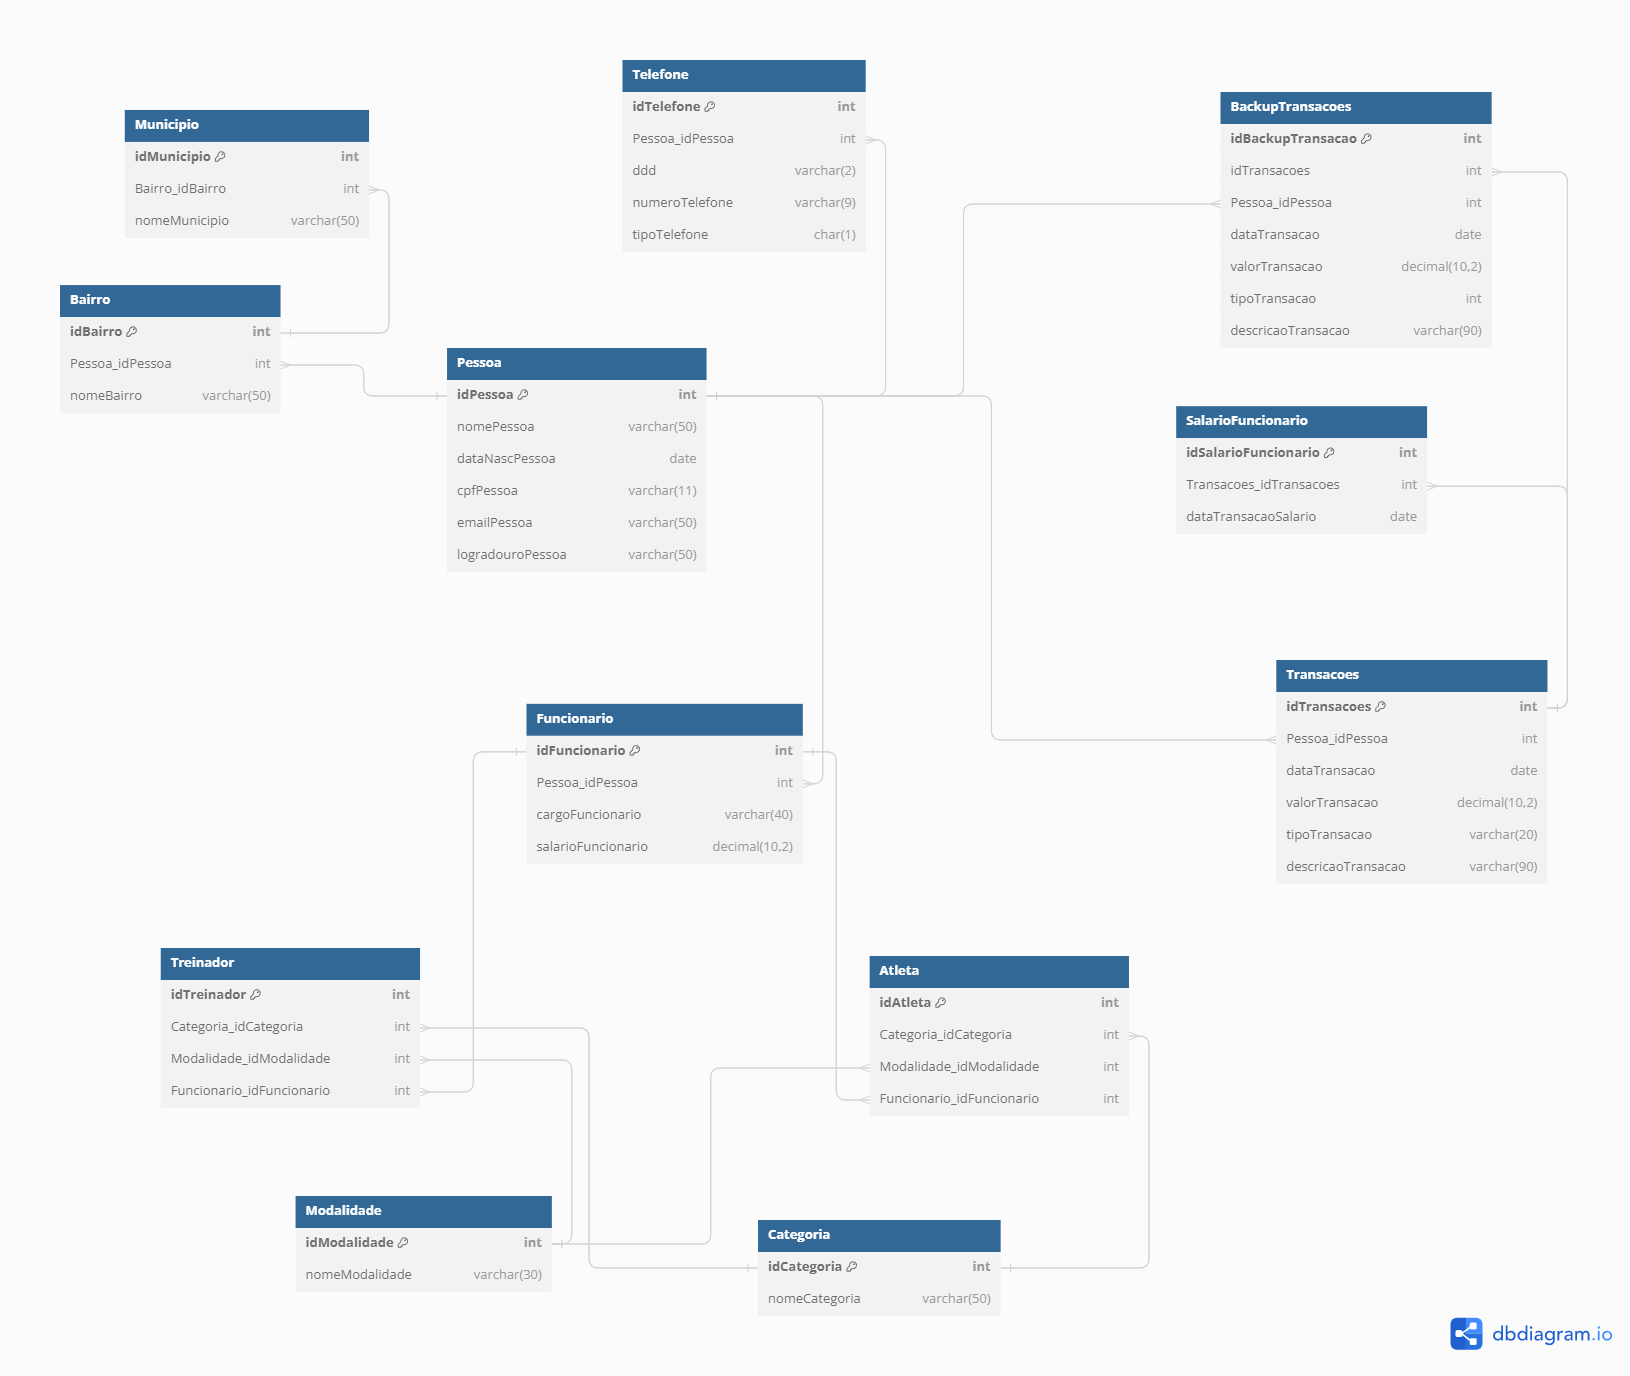 Telefone
idTelefone int
Pessoa_idPessoa int
ddd varchar(2)
numeroTelefone varchar(9)
tipoTelefone char(1)
BackupTransacoes
idBackupTransacao int
idTransacoes int
Pessoa_idPessoa int
dataTransacao date
valorTransacao decimal(10,2)
tipoTransacao int
descricaoTransacao varchar(90)
Municipio
idMunicipio int
Bairro_idBairro int
nomeMunicipio varchar(50)
Bairro
idBairro int
Pessoa_idPessoa int
nomeBairro varchar(50)
Pessoa
idPessoa int
nomePessoa varchar(50)
dataNascPessoa date
cpfPessoa varchar(11)
emailPessoa varchar(50)
logradouroPessoa varchar(50)
SalarioFuncionario
idSalarioFuncionario int
Transacoes_idTransacoes int
dataTransacaoSalario date
Transacoes
idTransacoes int
Pessoa_idPessoa int
dataTransacao date
valorTransacao decimal(10,2)
tipoTransacao varchar(20)
descricaoTransacao varchar(90)
Funcionario
idFuncionario int
Pessoa_idPessoa int
cargoFuncionario varchar(40)
salarioFuncionario decimal(10,2)
Treinador
idTreinador int
Categoria_idCategoria int
Modalidade_idModalidade int
Funcionario_idFuncionario int
Atleta
idAtleta int
Categoria_idCategoria int
Modalidade_idModalidade int
Funcionario_idFuncionario int
Modalidade
idModalidade int
nomeModalidade varchar(30)
Categoria
idCategoria int
nomeCategoria varchar(50)
dbdiagram.io